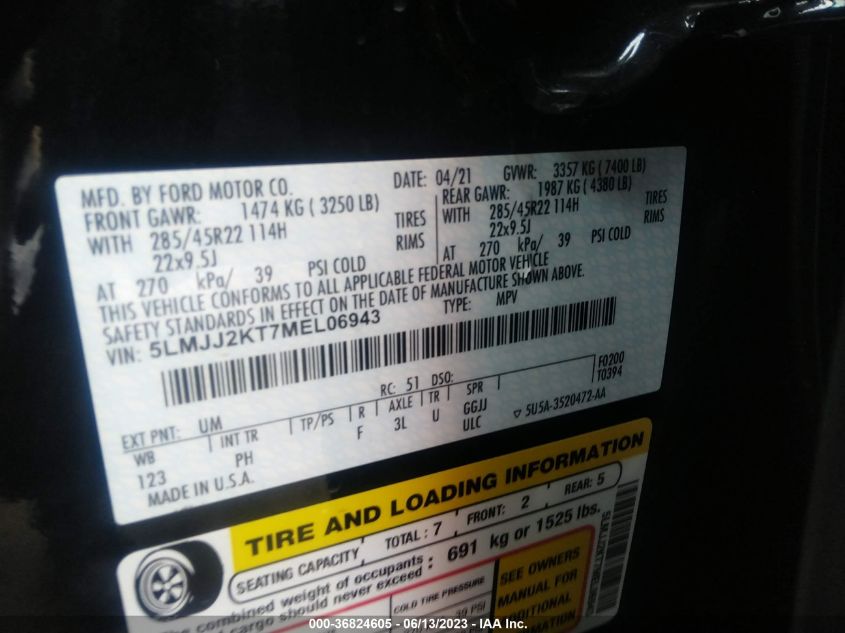 MFD. BY FORD MOTOR CO. DATE: 04/21 GVWR: 3357 KG ( 7400 LB)
FRONT GAWR: 1474 KG ( 3250 LB) REAR GAWR: 1987 KG ( 4380 LB)
WITH 285/45R22 114H TIRES WITH 285/45R22 114H TIRES
22x9.5J RIMS 22x9.5J RIMS
AT 270 kPa/ 39 PSI COLD AT 270 kPa/ 39 PSI COLD
THIS VEHICLE CONFORMS TO ALL APPLICABLE FEDERAL MOTOR VEHICLE
SAFETY STANDARDS IN EFFECT ON THE DATE OF MANUFACTURE SHOWN ABOVE.
VIN: 5LMJJ2KT7MEL06943 TYPE: MPV
F0200
T0394
EXT PNT: UM RC: 51 DSO:
WB INT TR TP/PS R AXLE TR SPR
123 PH F 3L U GGJJ
ULC
MADE IN U.S.A. ▽ 5U5A-3520472-AA
TIRE AND LOADING INFORMATION
SEATING CAPACITY TOTAL : 7 FRONT: 2 REAR: 5
The combined weight of occupants
and cargo should never exceed : 691 kg or 1525 lbs.
COLD TIRE PRESSURE
39 PSI
SEE OWNERS
MANUAL FOR
ADDITIONAL
000-36824605 - 06/13/2023 - IAA Inc.